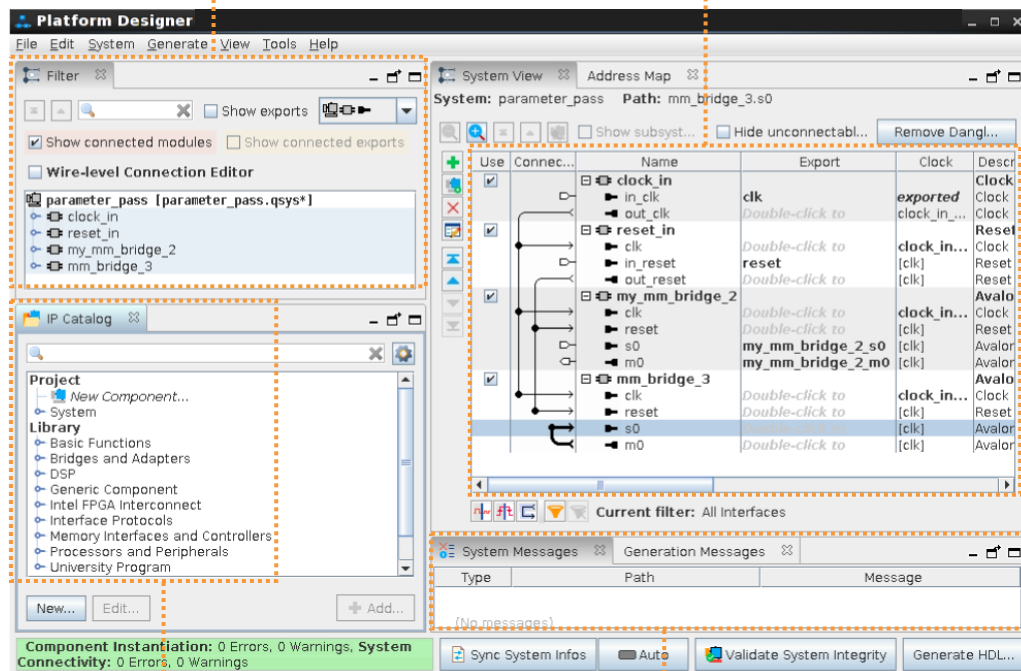 Platform Designer
File Edit System Generate View Tools Help
Filter
Show exports
Show connected modules Show connected exports
Wire-level Connection Editor
parameter_pass [parameter_pass.qsys*]
clock_in
reset_in
my_mm_bridge_2
mm_bridge_3
IP Catalog
Project
New Component...
System
Library
Basic Functions
Bridges and Adapters
DSP
Generic Component
Intel FPGA Interconnect
Interface Protocols
Memory Interfaces and Controllers
Processors and Peripherals
University Program
New... Edit... Add...
Component Instantiation: 0 Errors, 0 Warnings, System
Connectivity: 0 Errors, 0 Warnings
System View Address Map
System: parameter_pass Path: mm_bridge_3.s0
Show subsyst... Hide unconnectabl... Remove Dangl...
Use Connec... Name Export Clock Descr
clock_in Clock
in_clk clk exported Clock
out_clk Double-click to clock_in_... Clock
reset_in Reset
clk Double-click to clock_in... Clock
in_reset reset [clk] Reset
out_reset Double-click to [clk] Reset
my_mm_bridge_2 Avalo
clk Double-click to clock_in... Clock
reset Double-click to [clk] Reset
s0 my_mm_bridge_2_s0 [clk] Avalon
m0 my_mm_bridge_2_m0 [clk] Avalon
mm_bridge_3 Avalo
clk Double-click to clock_in... Clock
reset Double-click to [clk] Reset
s0 Double-click to [clk] Avalon
m0 Double-click to [clk] Avalon
Current filter: All Interfaces
System Messages Generation Messages
Type Path Message
(No messages)
Sync System Infos Auto Validate System Integrity Generate HDL...